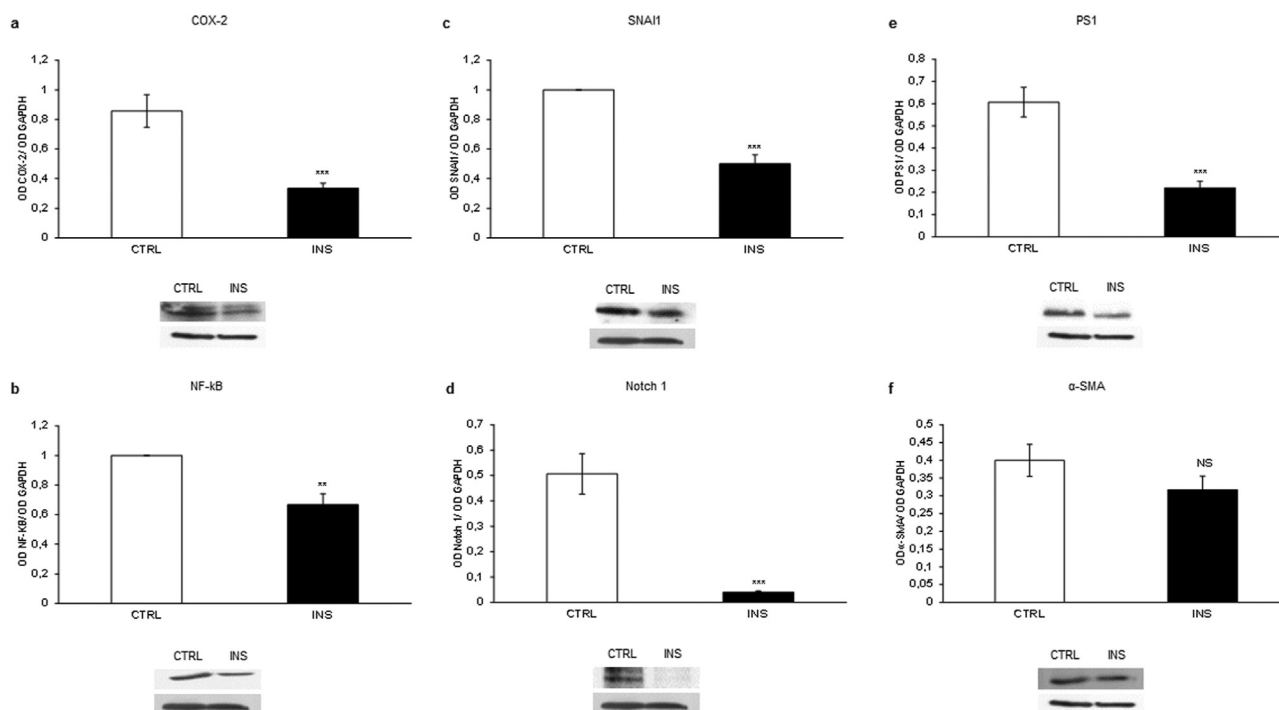 a
COX-2
OD COX-2/ OD GAPDH
1,2
1
0,8
0,6
0,4
0,2
0
***
CTRL
INS
CTRL INS
b
NF-kB
OD NF-KB/ OD GAPDH
1,2
1
0,8
0,6
0,4
0,2
0
**
CTRL
INS
CTRL INS
c
SNAI1
OD SNAI1/ OD GAPDH
1,2
1
0,8
0,6
0,4
0,2
0
***
CTRL
INS
CTRL INS
d
Notch 1
OD Notch 1/ OD GAPDH
0,7
0,6
0,5
0,4
0,3
0,2
0,1
0
***
CTRL
INS
CTRL INS
e
PS1
OD PS1/ OD GAPDH
0,8
0,7
0,6
0,5
0,4
0,3
0,2
0,1
0
***
CTRL
INS
CTRL INS
f
α-SMA
OD α-SMA/ OD GAPDH
0,5
0,45
0,4
0,35
0,3
0,25
0,2
0,15
0,1
0,05
0
NS
CTRL
INS
CTRL INS